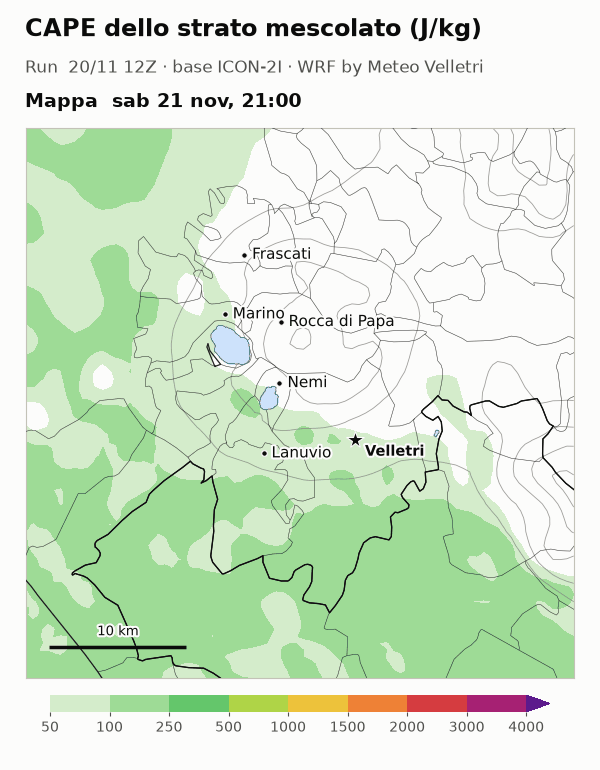 CAPE dello strato mescolato (J/kg)
Run  20/11 12Z · base ICON-2I · WRF by Meteo Velletri
Mappa  sab 21 nov, 21:00
Frascati
Marino
Rocca di Papa
Nemi
Velletri
Lanuvio
10 km
50 100 250 500 1000 1500 2000 3000 4000